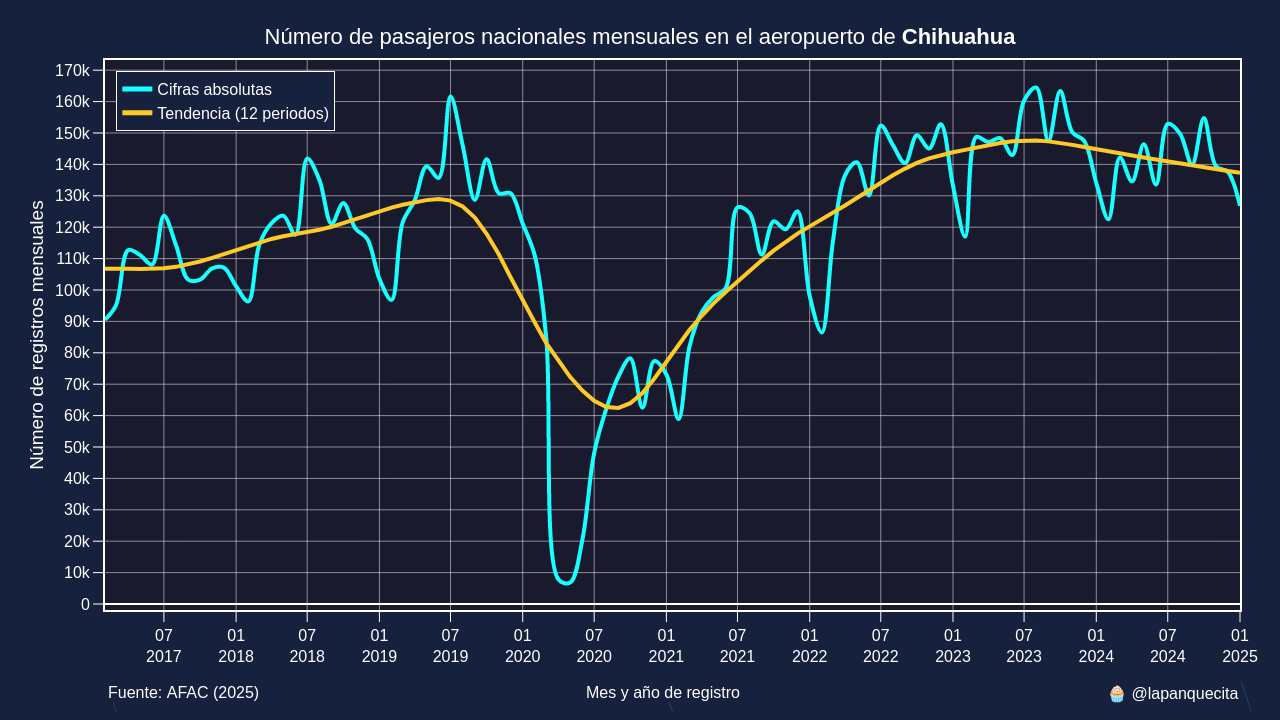 Número de pasajeros nacionales mensuales en el aeropuerto de Chihuahua
Cifras absolutas
Tendencia (12 periodos)
Número de registros mensuales
170k
160k
150k
140k
130k
120k
110k
100k
90k
80k
70k
60k
50k
40k
30k
20k
10k
0
07 01 07 01 07 01 07 01 07 01 07 01 07 01 07 01
2017 2018 2018 2019 2019 2020 2020 2021 2021 2022 2022 2023 2023 2024 2024 2025
Fuente: AFAC (2025)
Mes y año de registro
🧁 @lapanquecita